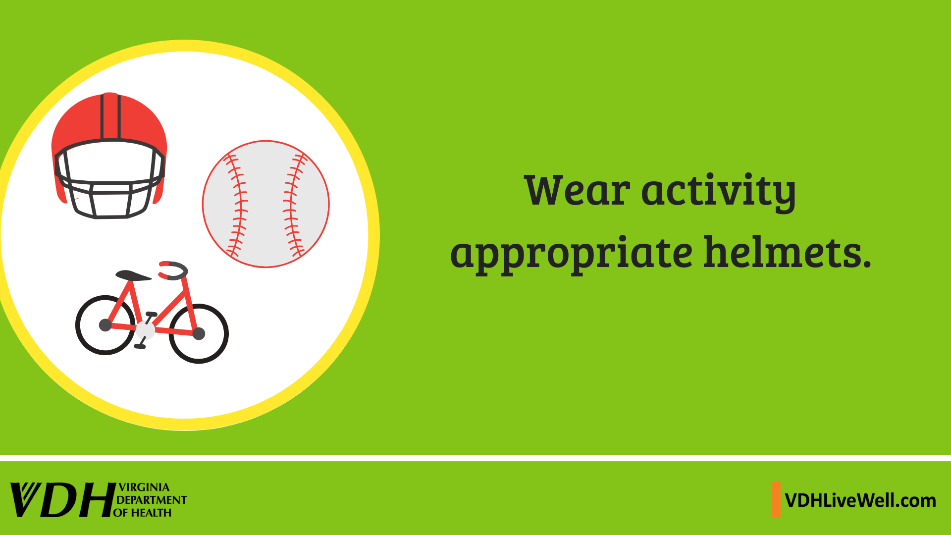 Wear activity
appropriate helmets.
VDH VIRGINIA
DEPARTMENT
OF HEALTH
VDHLiveWell.com